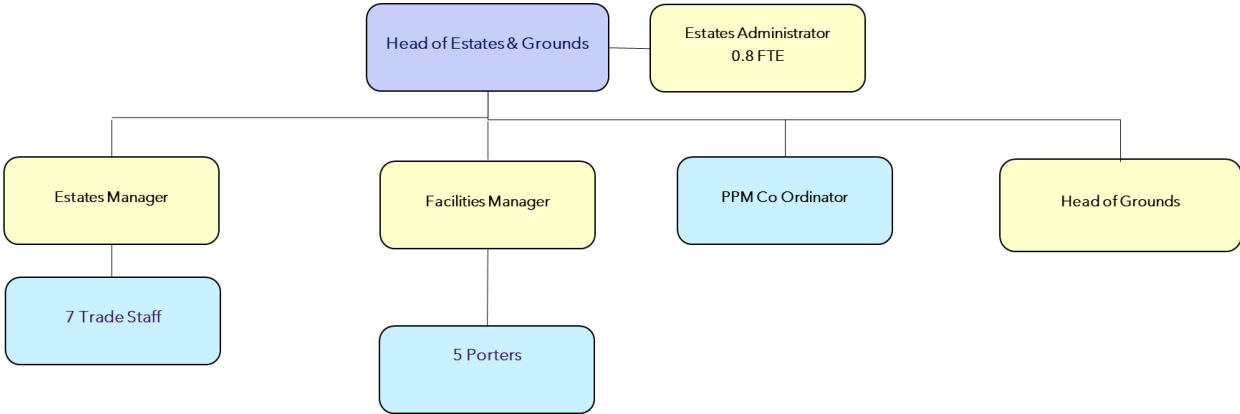 Head of Estates & Grounds
Estates Administrator
0.8 FTE
Estates Manager
Facilities Manager
PPM Co Ordinator
Head of Grounds
7 Trade Staff
5 Porters